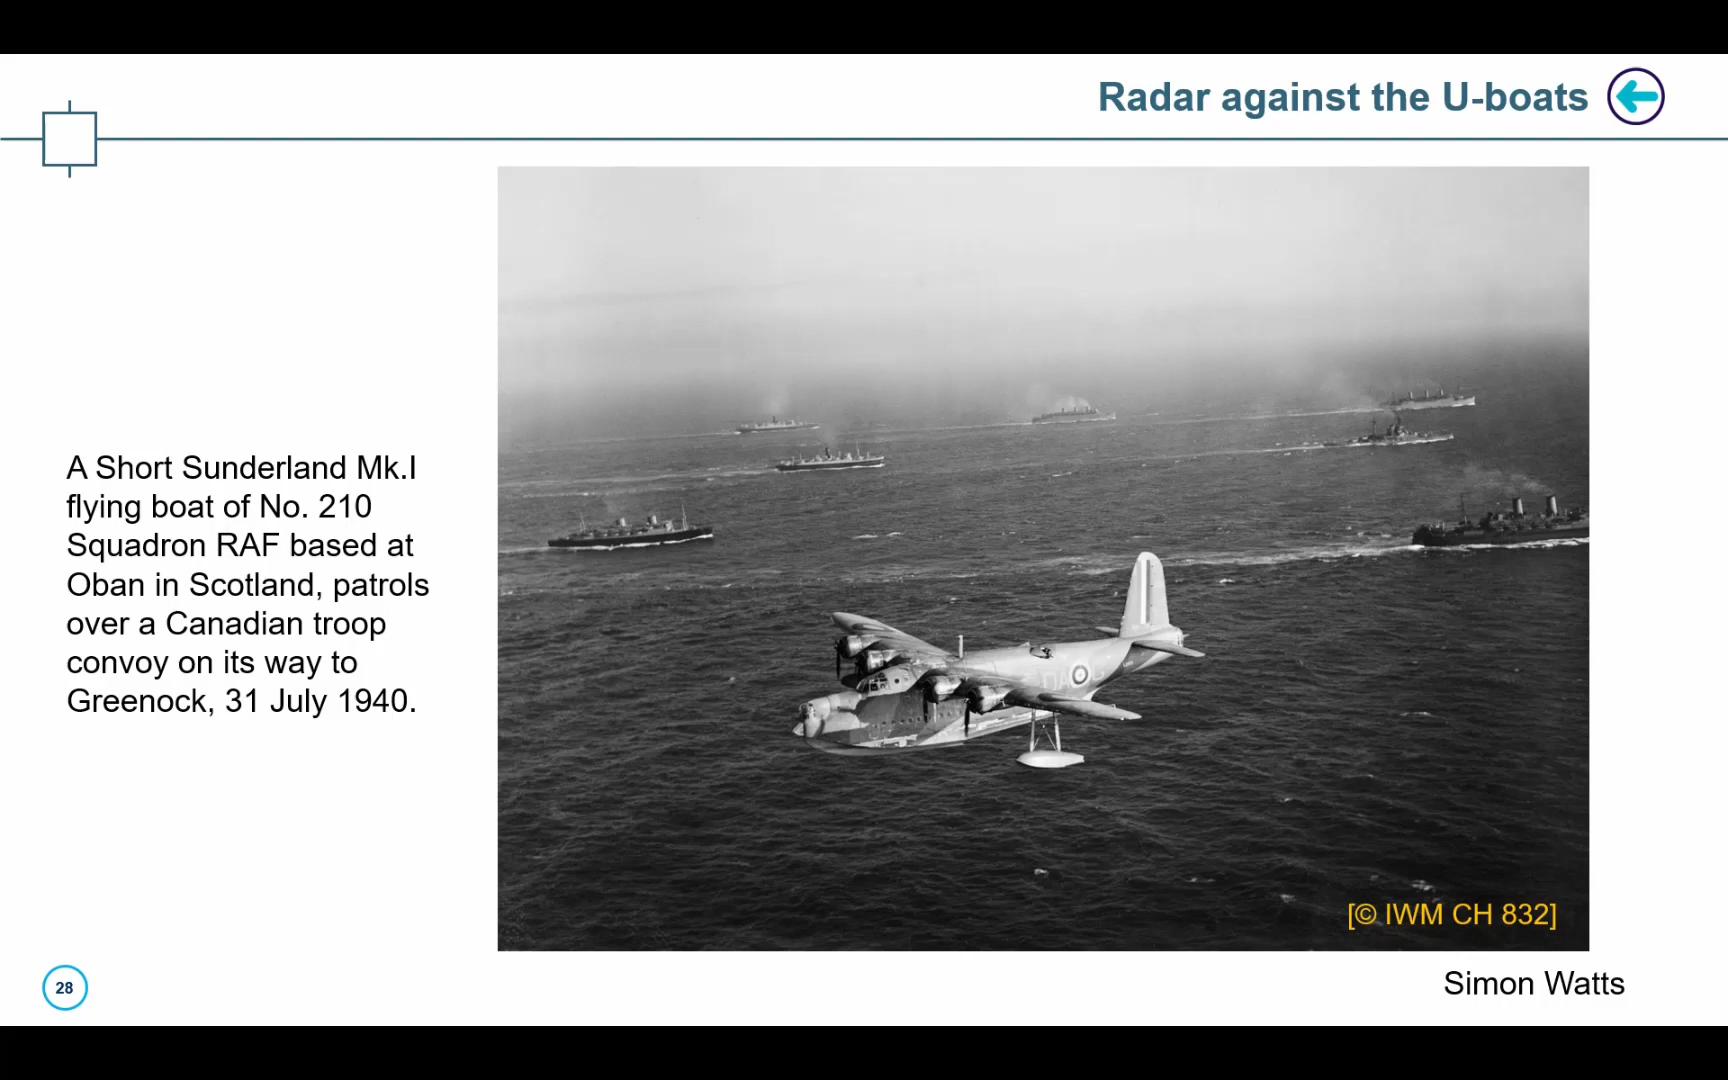 Radar against the U-boats
A Short Sunderland Mk.I
flying boat of No. 210
Squadron RAF based at
Oban in Scotland, patrols
over a Canadian troop
convoy on its way to
Greenock, 31 July 1940.
[© IWM CH 832]
28
Simon Watts